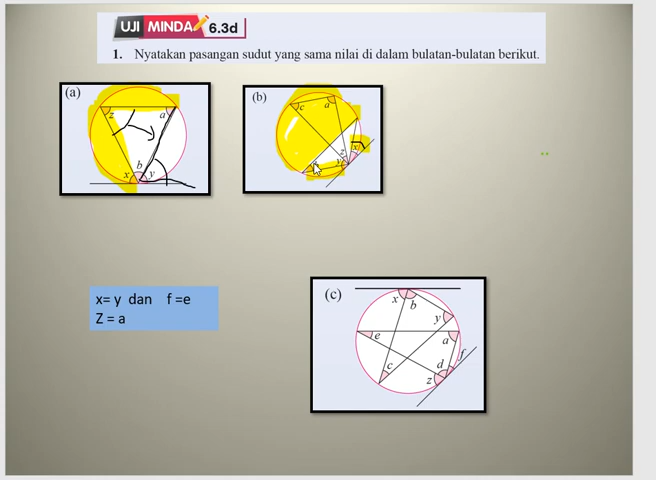 UJI MINDA 6.3d
1. Nyatakan pasangan sudut yang sama nilai di dalam bulatan-bulatan berikut.
(a)
z a
b
x y
(b)
c a
z x
y
x= y dan f =e
Z = a
(c)
x b
y
e a
f
c d
z